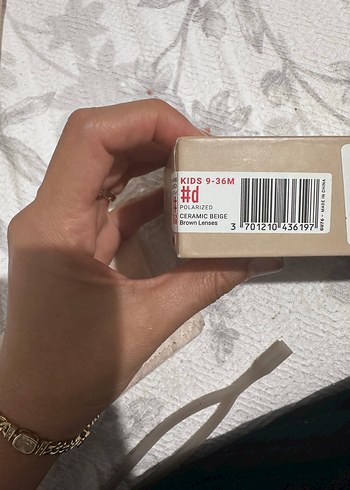 KIDS 9-36M
#d
POLARIZED
CERAMIC BEIGE
Brown Lenses
3 701210 436197
MADE IN CHINA